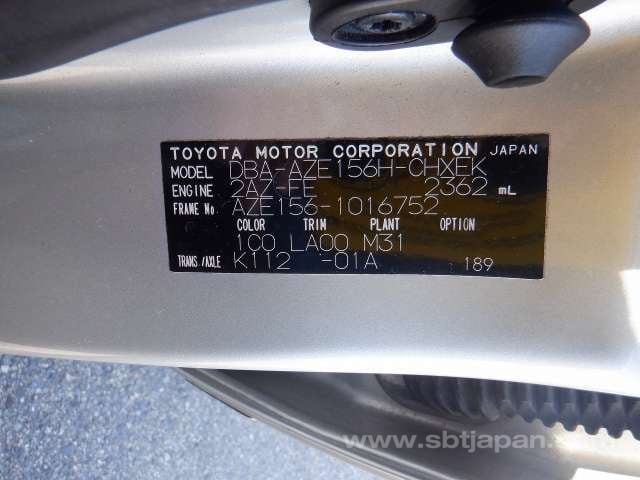 TOYOTA MOTOR CORPORATION JAPAN
MODEL DBA-AZE156H-CHXEK
ENGINE 2AZ-FE 2362 mL
FRAME No. AZE156-1016752
COLOR TRIM PLANT OPTION
1C0 LA00 M31
TRANS./AXLE K112 -01A 189
www.sbtjapan.com